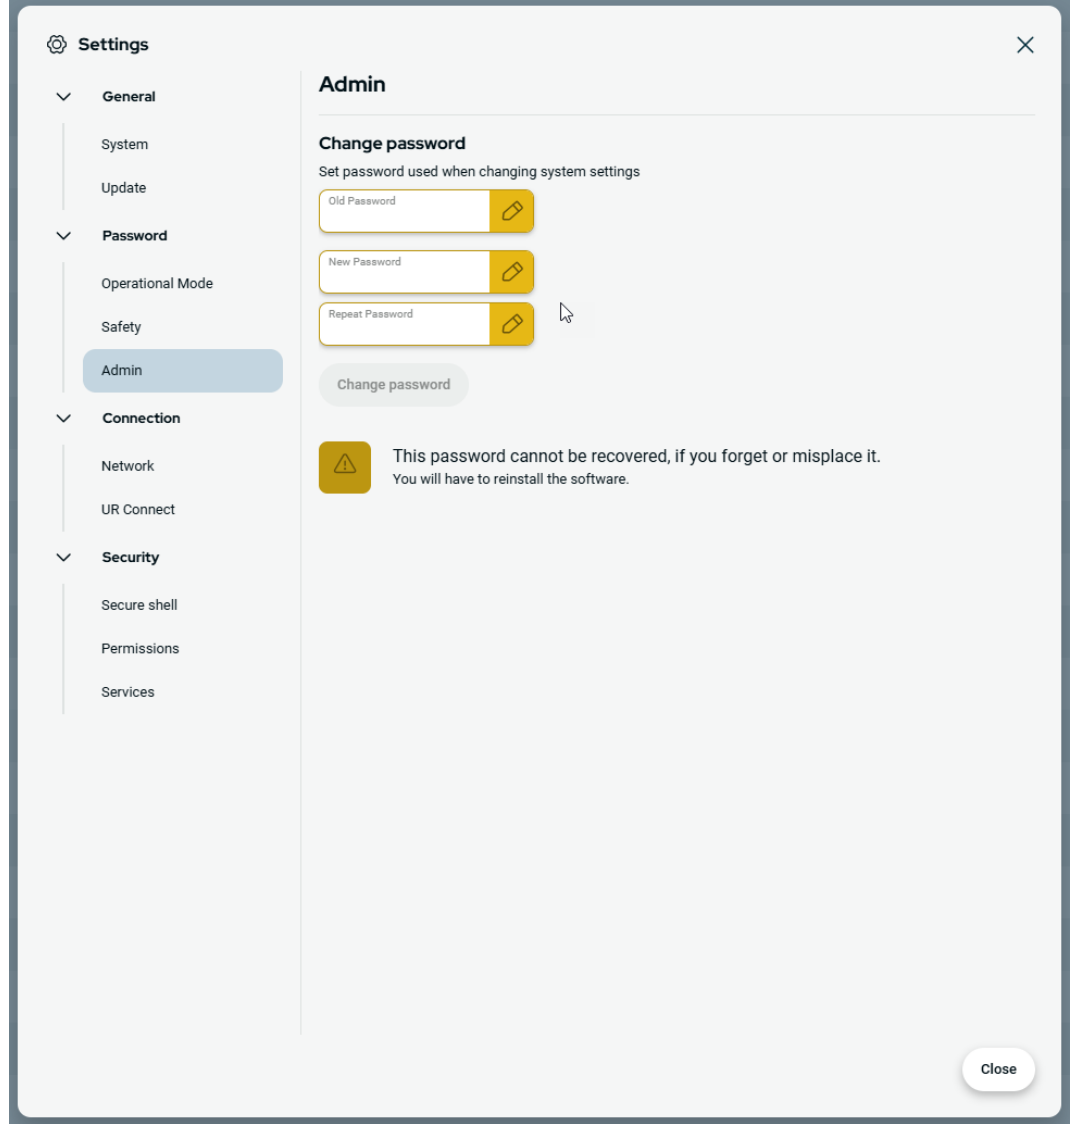 Settings
General
System
Update
Password
Operational Mode
Safety
Admin
Connection
Network
UR Connect
Security
Secure shell
Permissions
Services
Admin
Change password
Set password used when changing system settings
Old Password
New Password
Repeat Password
Change password
This password cannot be recovered, if you forget or misplace it.
You will have to reinstall the software.
Close